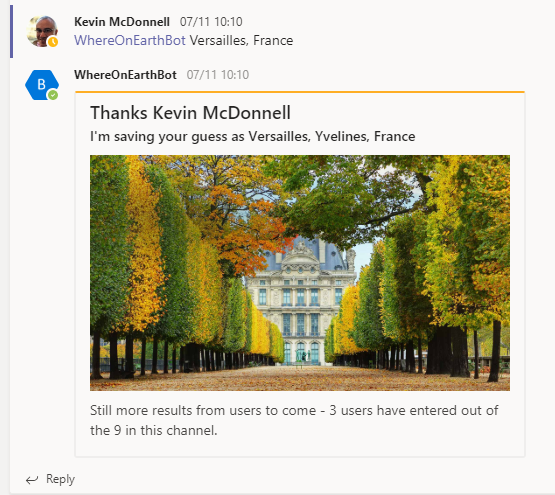 Kevin McDonnell 07/11 10:10
WhereOnEarthBot Versailles, France
B
WhereOnEarthBot 07/11 10:10
Thanks Kevin McDonnell
I'm saving your guess as Versailles, Yvelines, France
Still more results from users to come - 3 users have entered out of
the 9 in this channel.
Reply